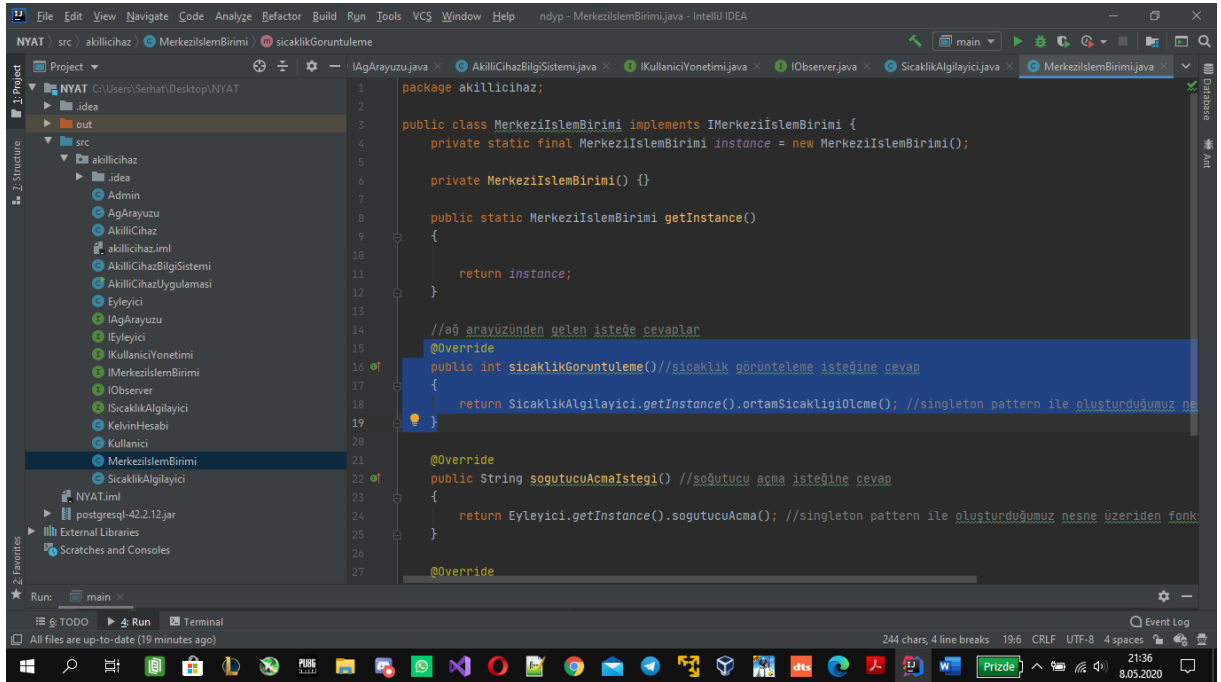 File Edit View Navigate Code Analyze Refactor Build Run Tools VCS Window Help ndyp - MerkezilslemBirimi.java - IntelliJ IDEA
NYAT src akillicihaz MerkeziIslemBirimi sicaklikGoruntuleme main
1: Project
Project
IAgArayuzu.java AkilliCihazBilgiSistemi.java IKullaniciYonetimi.java IObserver.java SicaklikAlgilayici.java MerkeziIslemBirimi.java
NYAT C:\Users\Serhat\Desktop\NYAT
.idea
out
src
akillicihaz
.idea
Admin
AgArayuzu
AkilliCihaz
akillicihaz.iml
AkilliCihazBilgiSistemi
AkilliCihazUygulamasi
Eyleyici
IAgArayuzu
IEyleyici
IKullaniciYonetimi
IMerkeziIslemBirimi
IObserver
ISıcaklıkAlgilayici
KelvinHesabi
Kullanici
MerkeziIslemBirimi
SicaklikAlgilayici
NYAT.iml
postgresql-42.2.12.jar
External Libraries
Scratches and Consoles
Z: Structure
2: Favorites
1 package akillicihaz;
2
3 public class MerkeziIslemBirimi implements IMerkeziİslemBirimi {
4 private static final MerkeziIslemBirimi instance = new MerkeziIslemBirimi();
5
6 private MerkeziIslemBirimi() {}
7
8 public static MerkeziIslemBirimi getInstance()
9 {
10
11 return instance;
12 }
13
14 //ağ arayüzünden gelen isteğe cevaplar
15 @Override
16 public int sicaklikGoruntuleme()//sicaklik görünteleme isteğine cevap
17 {
18 return SicaklikAlgilayici.getInstance().ortamSicakligiOlcme(); //singleton pattern ile oluşturduğumuz ne
19 }
20
21 @Override
22 public String sogutucuAcmaIstegi() //soğutucu açma isteğine cevap
23 {
24 return Eyleyici.getInstance().sogutucuAcma(); //singleton pattern ile oluşturduğumuz nesne üzeriden fonk
25 }
26
27 @Override
Database
Ant
Run: main
6: TODO 4: Run Terminal Event Log
All files are up-to-date (19 minutes ago) 244 chars, 4 line breaks 19:6 CRLF UTF-8 4 spaces
PUBG dts W Prizde 21:36
8.05.2020